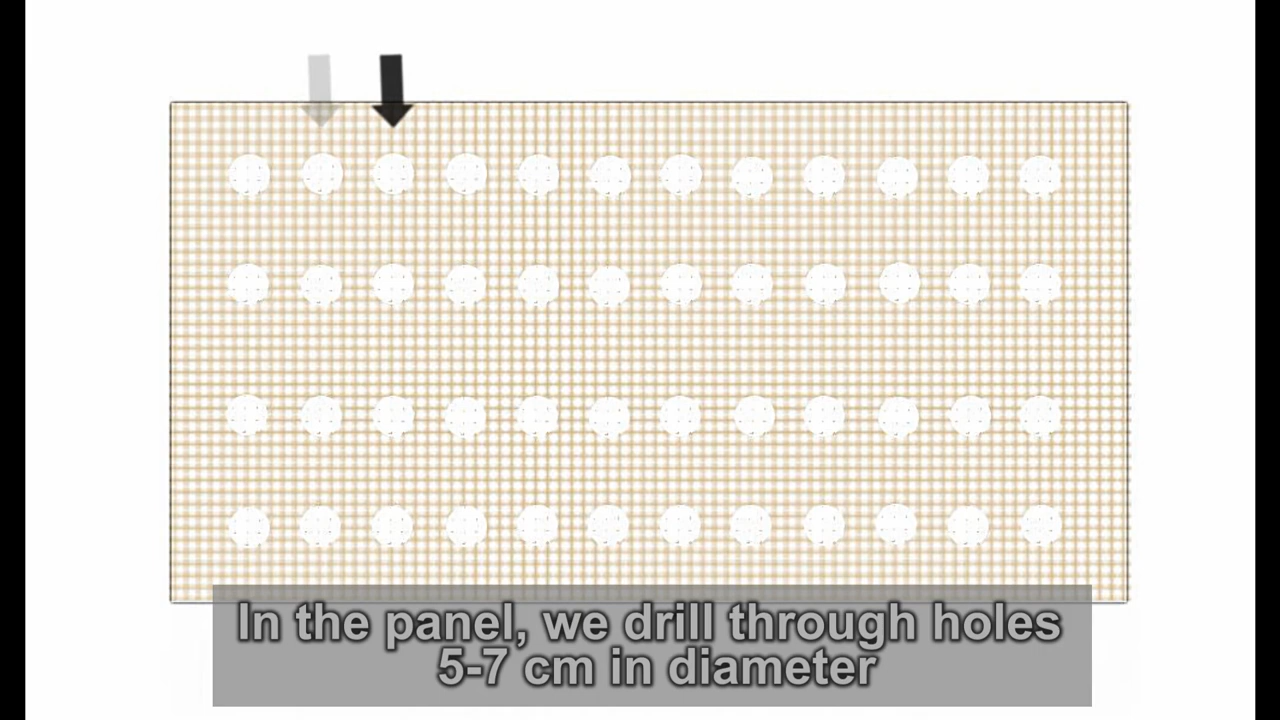 In the panel, we drill through holes
5-7 cm in diameter